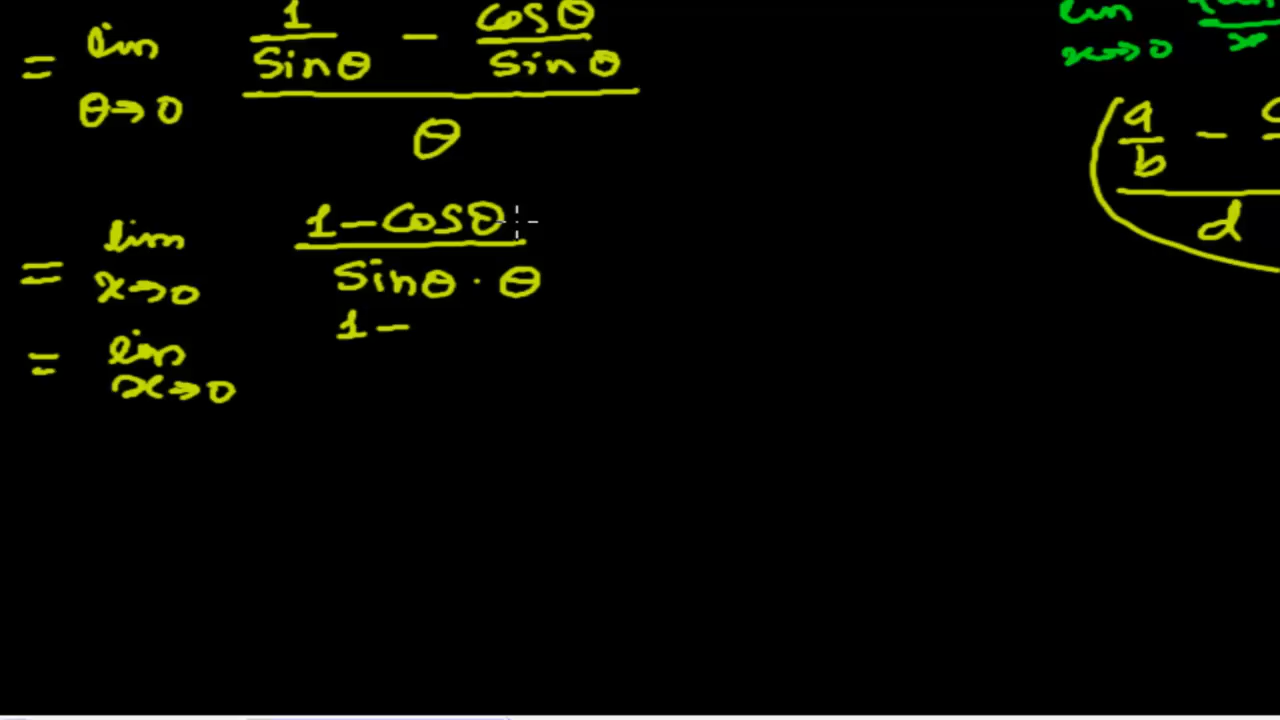 = lim θ→0 (1/Sinθ − Cosθ/Sinθ)/θ
= lim x→0 (1−Cosθ)/(Sinθ · θ)
= lim x→0 1−
lim x→0 /x
(a/b − )/d